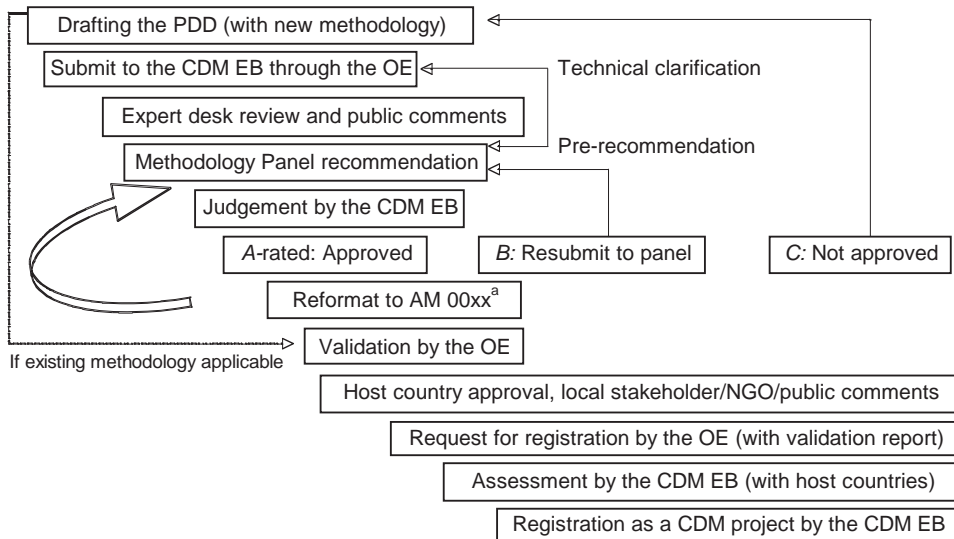 Drafting the PDD (with new methodology)
Submit to the CDM EB through the OE
Technical clarification
Expert desk review and public comments
Pre-recommendation
Methodology Panel recommendation
Judgement by the CDM EB
A-rated: Approved
B: Resubmit to panel
C: Not approved
Reformat to AM 00xxª
Validation by the OE
If existing methodology applicable
Host country approval, local stakeholder/NGO/public comments
Request for registration by the OE (with validation report)
Assessment by the CDM EB (with host countries)
Registration as a CDM project by the CDM EB